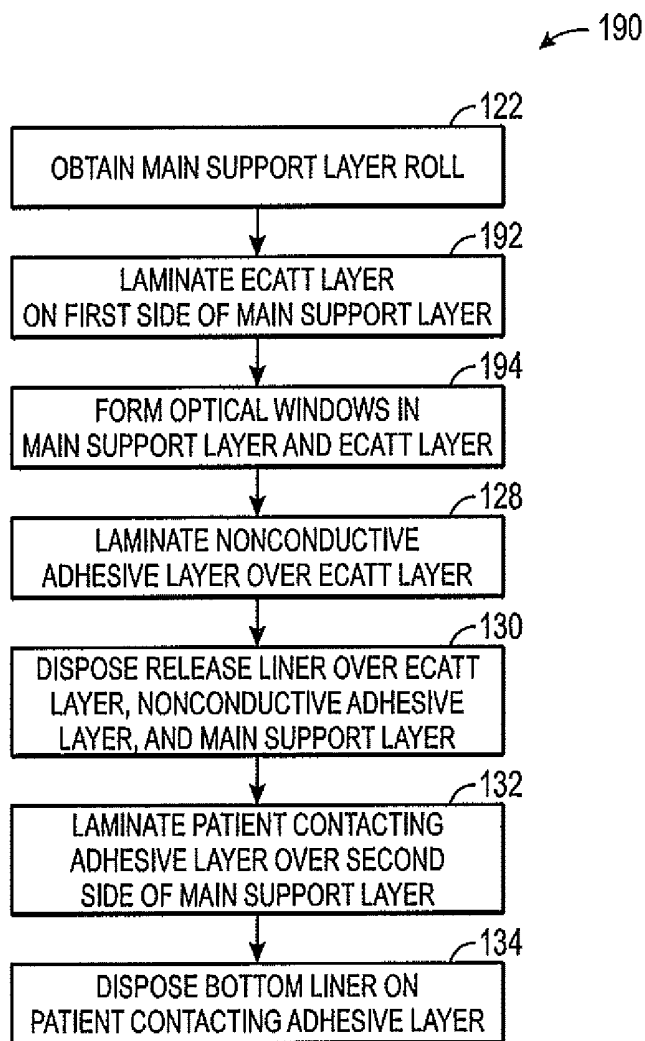 190
122
OBTAIN MAIN SUPPORT LAYER ROLL
192
LAMINATE ECATT LAYER
ON FIRST SIDE OF MAIN SUPPORT LAYER
194
FORM OPTICAL WINDOWS IN
MAIN SUPPORT LAYER AND ECATT LAYER
128
LAMINATE NONCONDUCTIVE
ADHESIVE LAYER OVER ECATT LAYER
130
DISPOSE RELEASE LINER OVER ECATT
LAYER, NONCONDUCTIVE ADHESIVE
LAYER, AND MAIN SUPPORT LAYER
132
LAMINATE PATIENT CONTACTING
ADHESIVE LAYER OVER SECOND
SIDE OF MAIN SUPPORT LAYER
134
DISPOSE BOTTOM LINER ON
PATIENT CONTACTING ADHESIVE LAYER